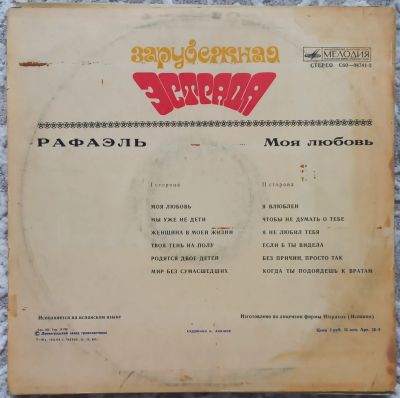 зарубежная
ЭСТРАДА
МЕЛОДИЯ
СТЕРЕО
РАФАЭЛЬ
Моя любовь
I сторона
МОЯ ЛЮБОВЬ
МЫ УЖЕ НЕ ДЕТИ
ЖЕНЩИНА В МОЕЙ ЖИЗНИ
ТВОЯ ТЕНЬ НА ПОЛУ
РОДЯТСЯ ДВОЕ ДЕТЕЙ
МИР БЕЗ СУМАСШЕДШИХ
II сторона
Я ВЛЮБЛЕН
ЧТОБЫ НЕ ДУМАТЬ О ТЕБЕ
Я НЕ ЛЮБИЛ ТЕБЯ
ЕСЛИ Б ТЫ ВИДЕЛА
БЕЗ ПРИЧИН, ПРОСТО ТАК
КОГДА ТЫ ПОДОЙДЕШЬ К ВРАТАМ
Исполняется на испанском языке
Изготовлено по лицензии фирмы Испавокс (Испания)
Ленинградский завод грампластинок